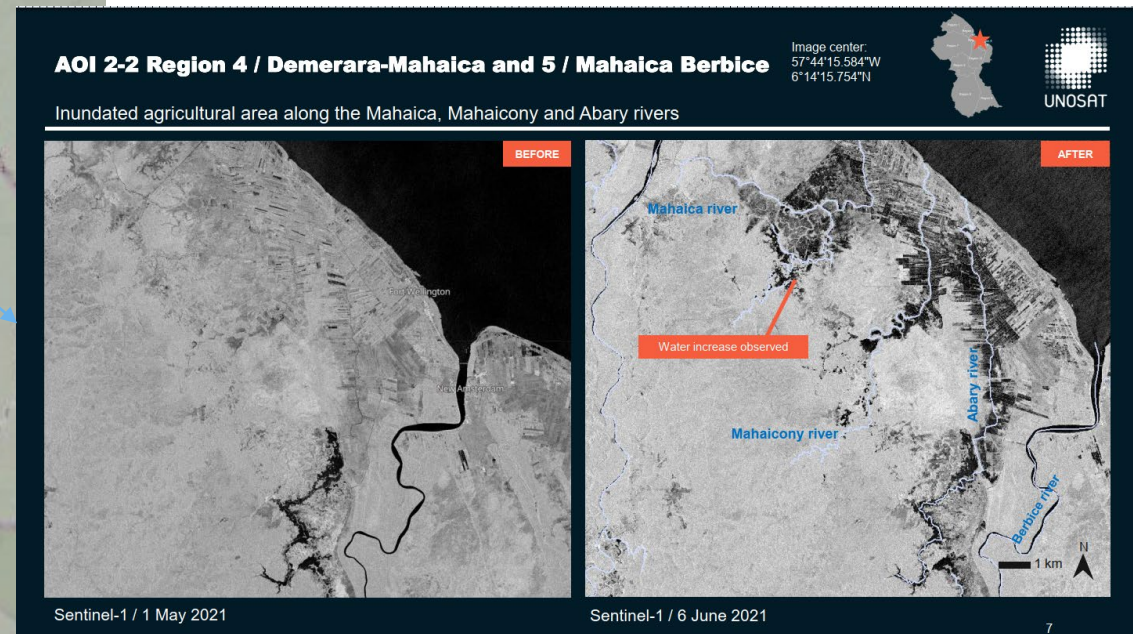 AOI 2-2 Region 4 / Demerara-Mahaica and 5 / Mahaica Berbice
Inundated agricultural area along the Mahaica, Mahaicony and Abary rivers
Image center:
57°44'15.584"W
6°14'15.754"N
UNOSAT
BEFORE
Fort Wellington
New Amsterdam
Sentinel-1 / 1 May 2021
AFTER
Mahaica river
Water increase observed
Mahaicony river
Abary river
Berbice river
N
1 km
Sentinel-1 / 6 June 2021
7